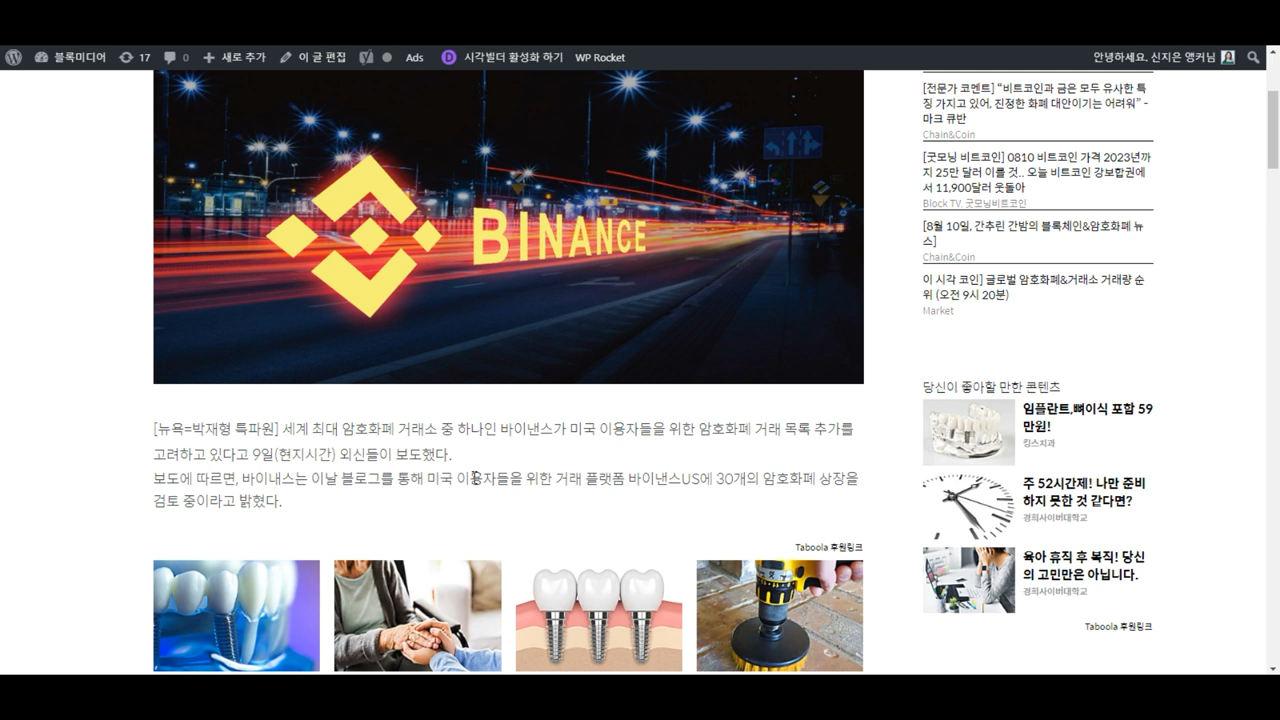 블록미디어
17
0
새로 추가
이 글 편집
Ads
D
시각빌더 활성화 하기
WP Rocket
안녕하세요, 신지은 앵커님
BINANCE
[뉴욕=박재형 특파원] 세계 최대 암호화폐 거래소 중 하나인 바이낸스가 미국 이용자들을 위한 암호화폐 거래 목록 추가를
고려하고 있다고 9일(현지시간) 외신들이 보도했다.
보도에 따르면, 바이내스는 이날 블로그를 통해 미국 이용자들을 위한 거래 플랫폼 바이낸스US에 30개의 암호화폐 상장을
검토 중이라고 밝혔다.
Taboola 후원링크
[전문가 코멘트] “비트코인과 금은 모두 유사한 특
징 가지고 있어, 진정한 화폐 대안이기는 어려워” -
마크 큐반
Chain&Coin
[굿모닝 비트코인] 0810 비트코인 가격 2023년까
지 25만 달러 이를 것.. 오늘 비트코인 강보합권에
서 11,900달러 웃돌아
Block TV, 굿모닝비트코인
[8월 10일, 간추린 간밤의 블록체인&암호화폐 뉴
스]
Chain&Coin
이 시각 코인] 글로벌 암호화폐&거래소 거래량 순
위 (오전 9시 20분)
Market
당신이 좋아할 만한 콘텐츠
임플란트,뼈이식 포함 59
만원!
킹스치과
주 52시간제! 나만 준비
하지 못한 것 같다면?
경희사이버대학교
육아 휴직 후 복직! 당신
의 고민만은 아닙니다.
경희사이버대학교
Taboola 후원링크